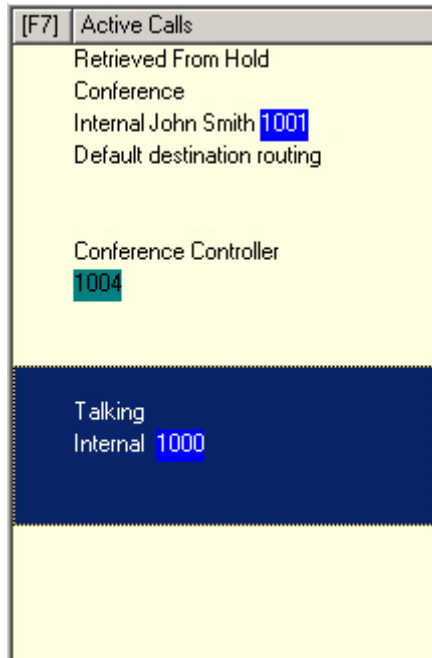 [F7] Active Calls
Retrieved From Hold
Conference
Internal John Smith 1001
Default destination routing
Conference Controller
1004
Talking
Internal 1000